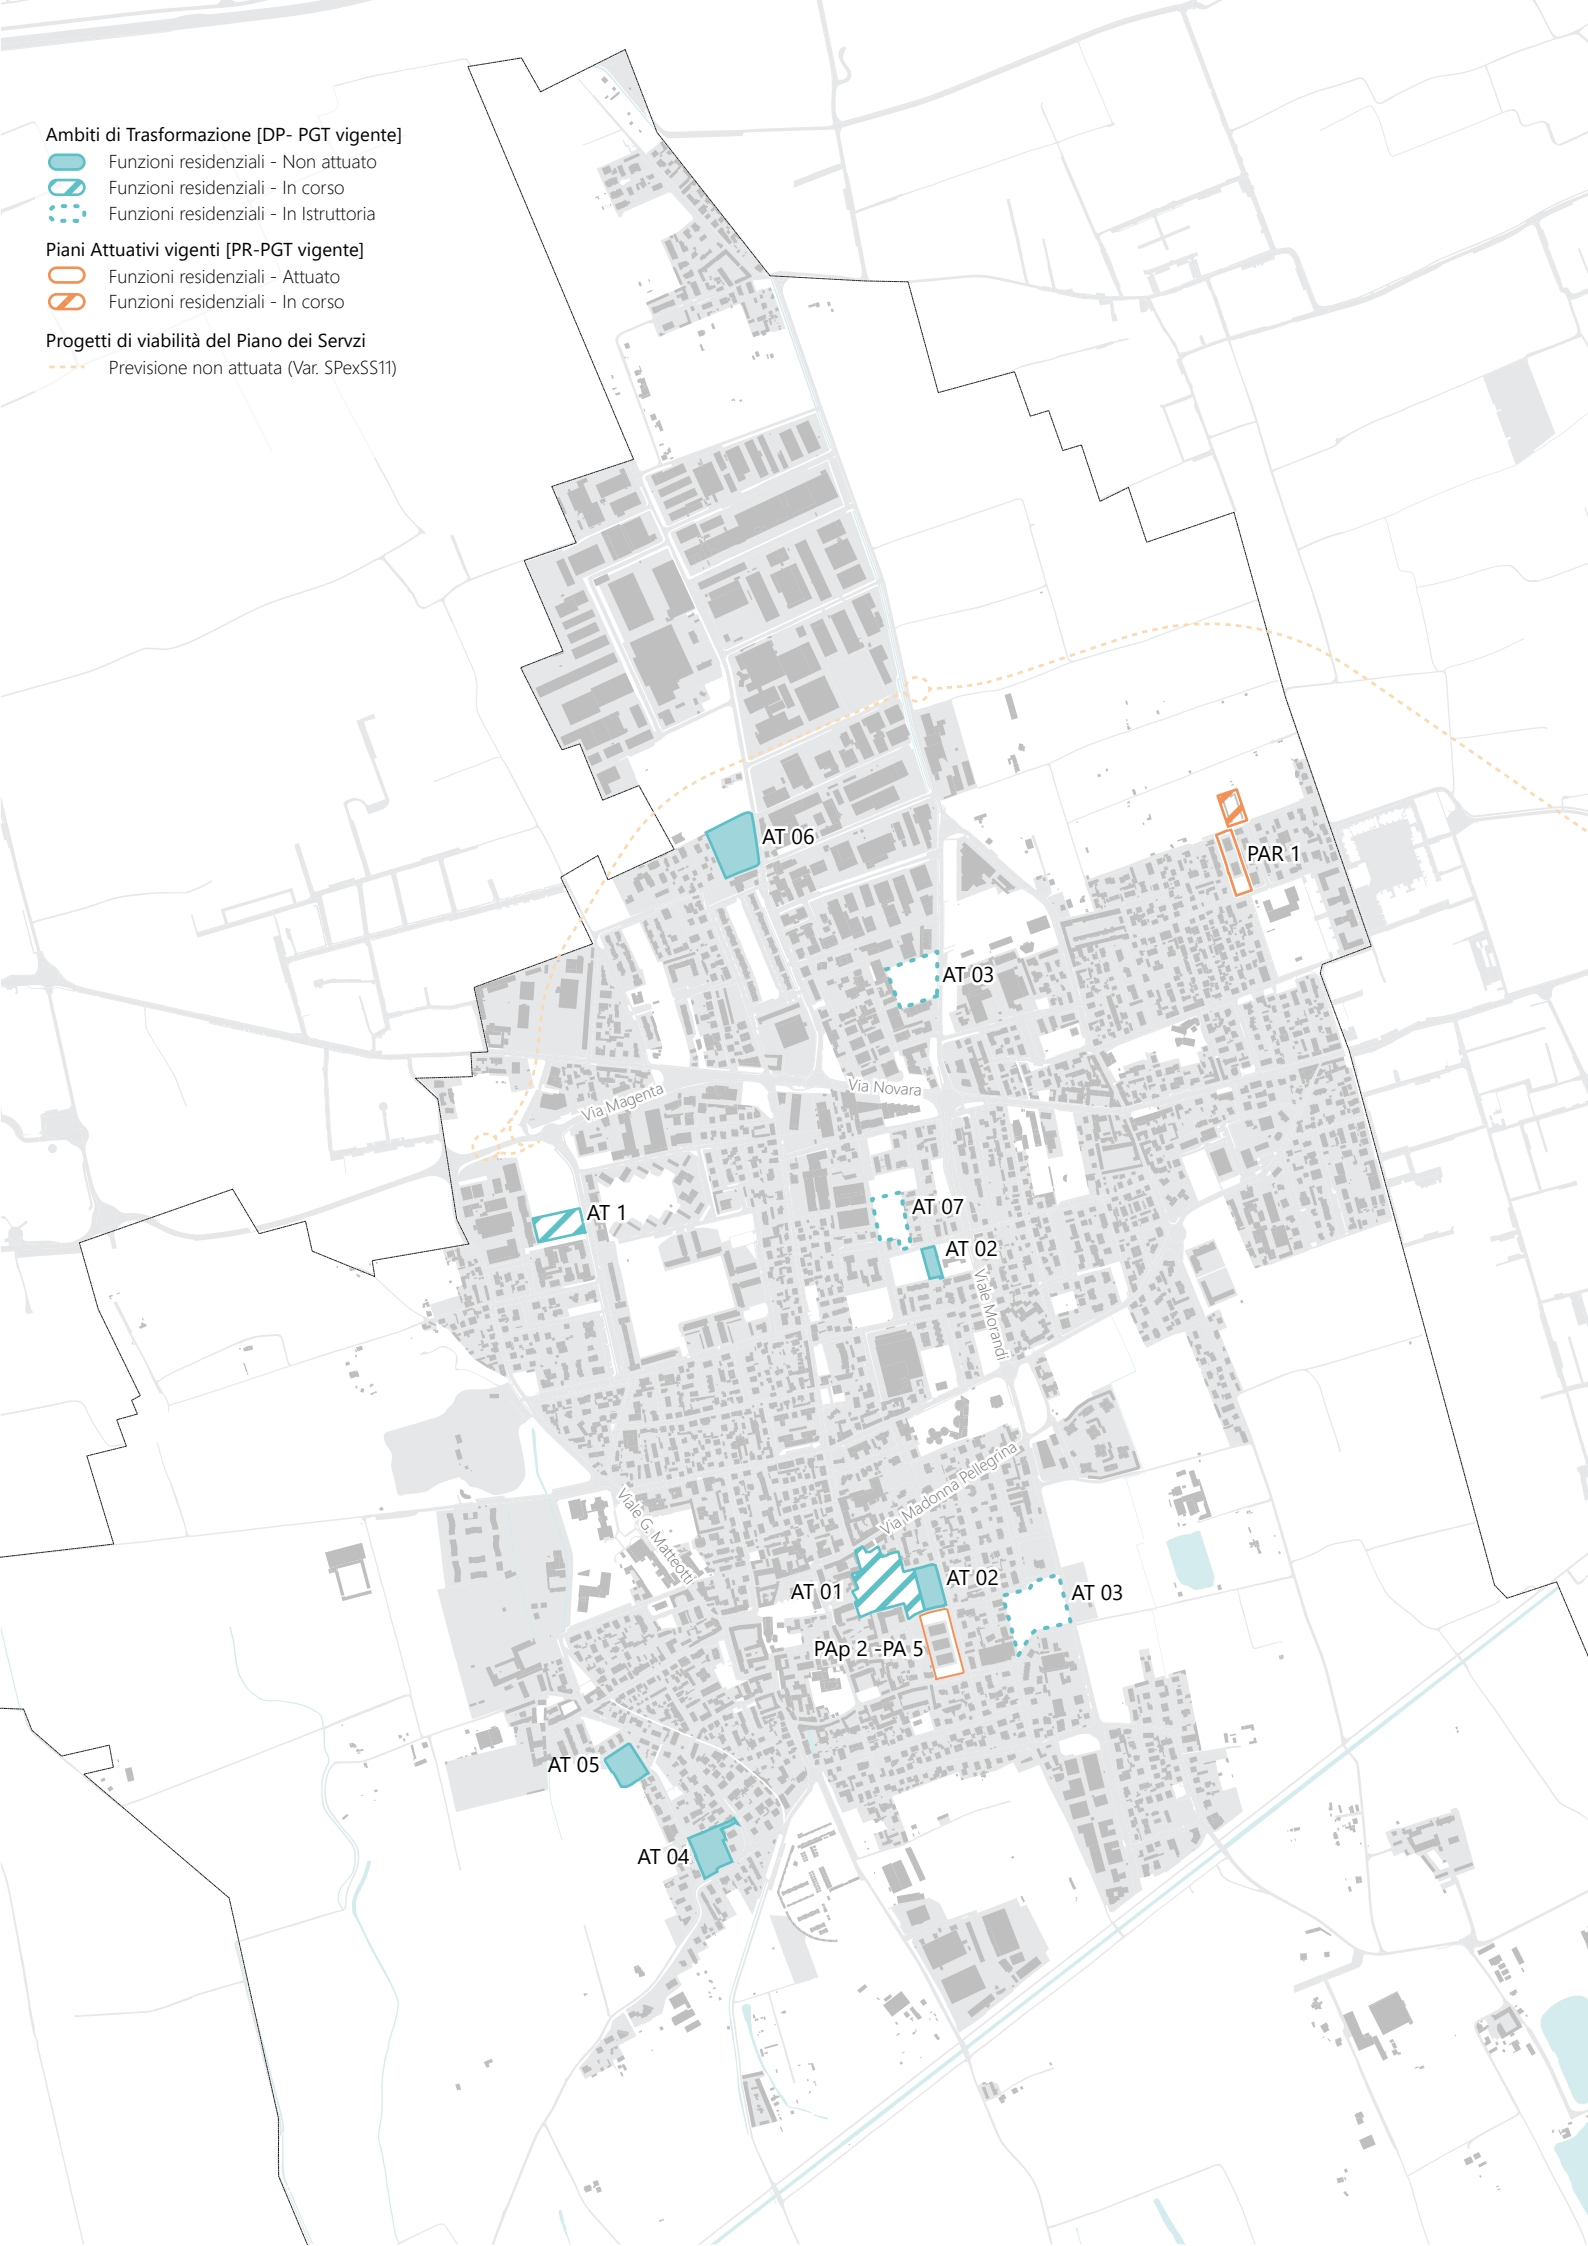 Ambiti di Trasformazione [DP- PGT vigente]
Funzioni residenziali - Non attuato
Funzioni residenziali - In corso
Funzioni residenziali - In Istruttoria
Piani Attuativi vigenti [PR-PGT vigente]
Funzioni residenziali - Attuato
Funzioni residenziali - In corso
Progetti di viabilità del Piano dei Servzi
Previsione non attuata (Var. SPexSS11)
AT 06
PAR 1
AT 03
Via Novara
Via Magenta
AT 07
AT 1
AT 02
Viale Morandi
Via Madonna Pellegrina
Viale G. Matteotti
AT 02
AT 01
AT 03
PAp 2 -PA 5
AT 05
AT 04